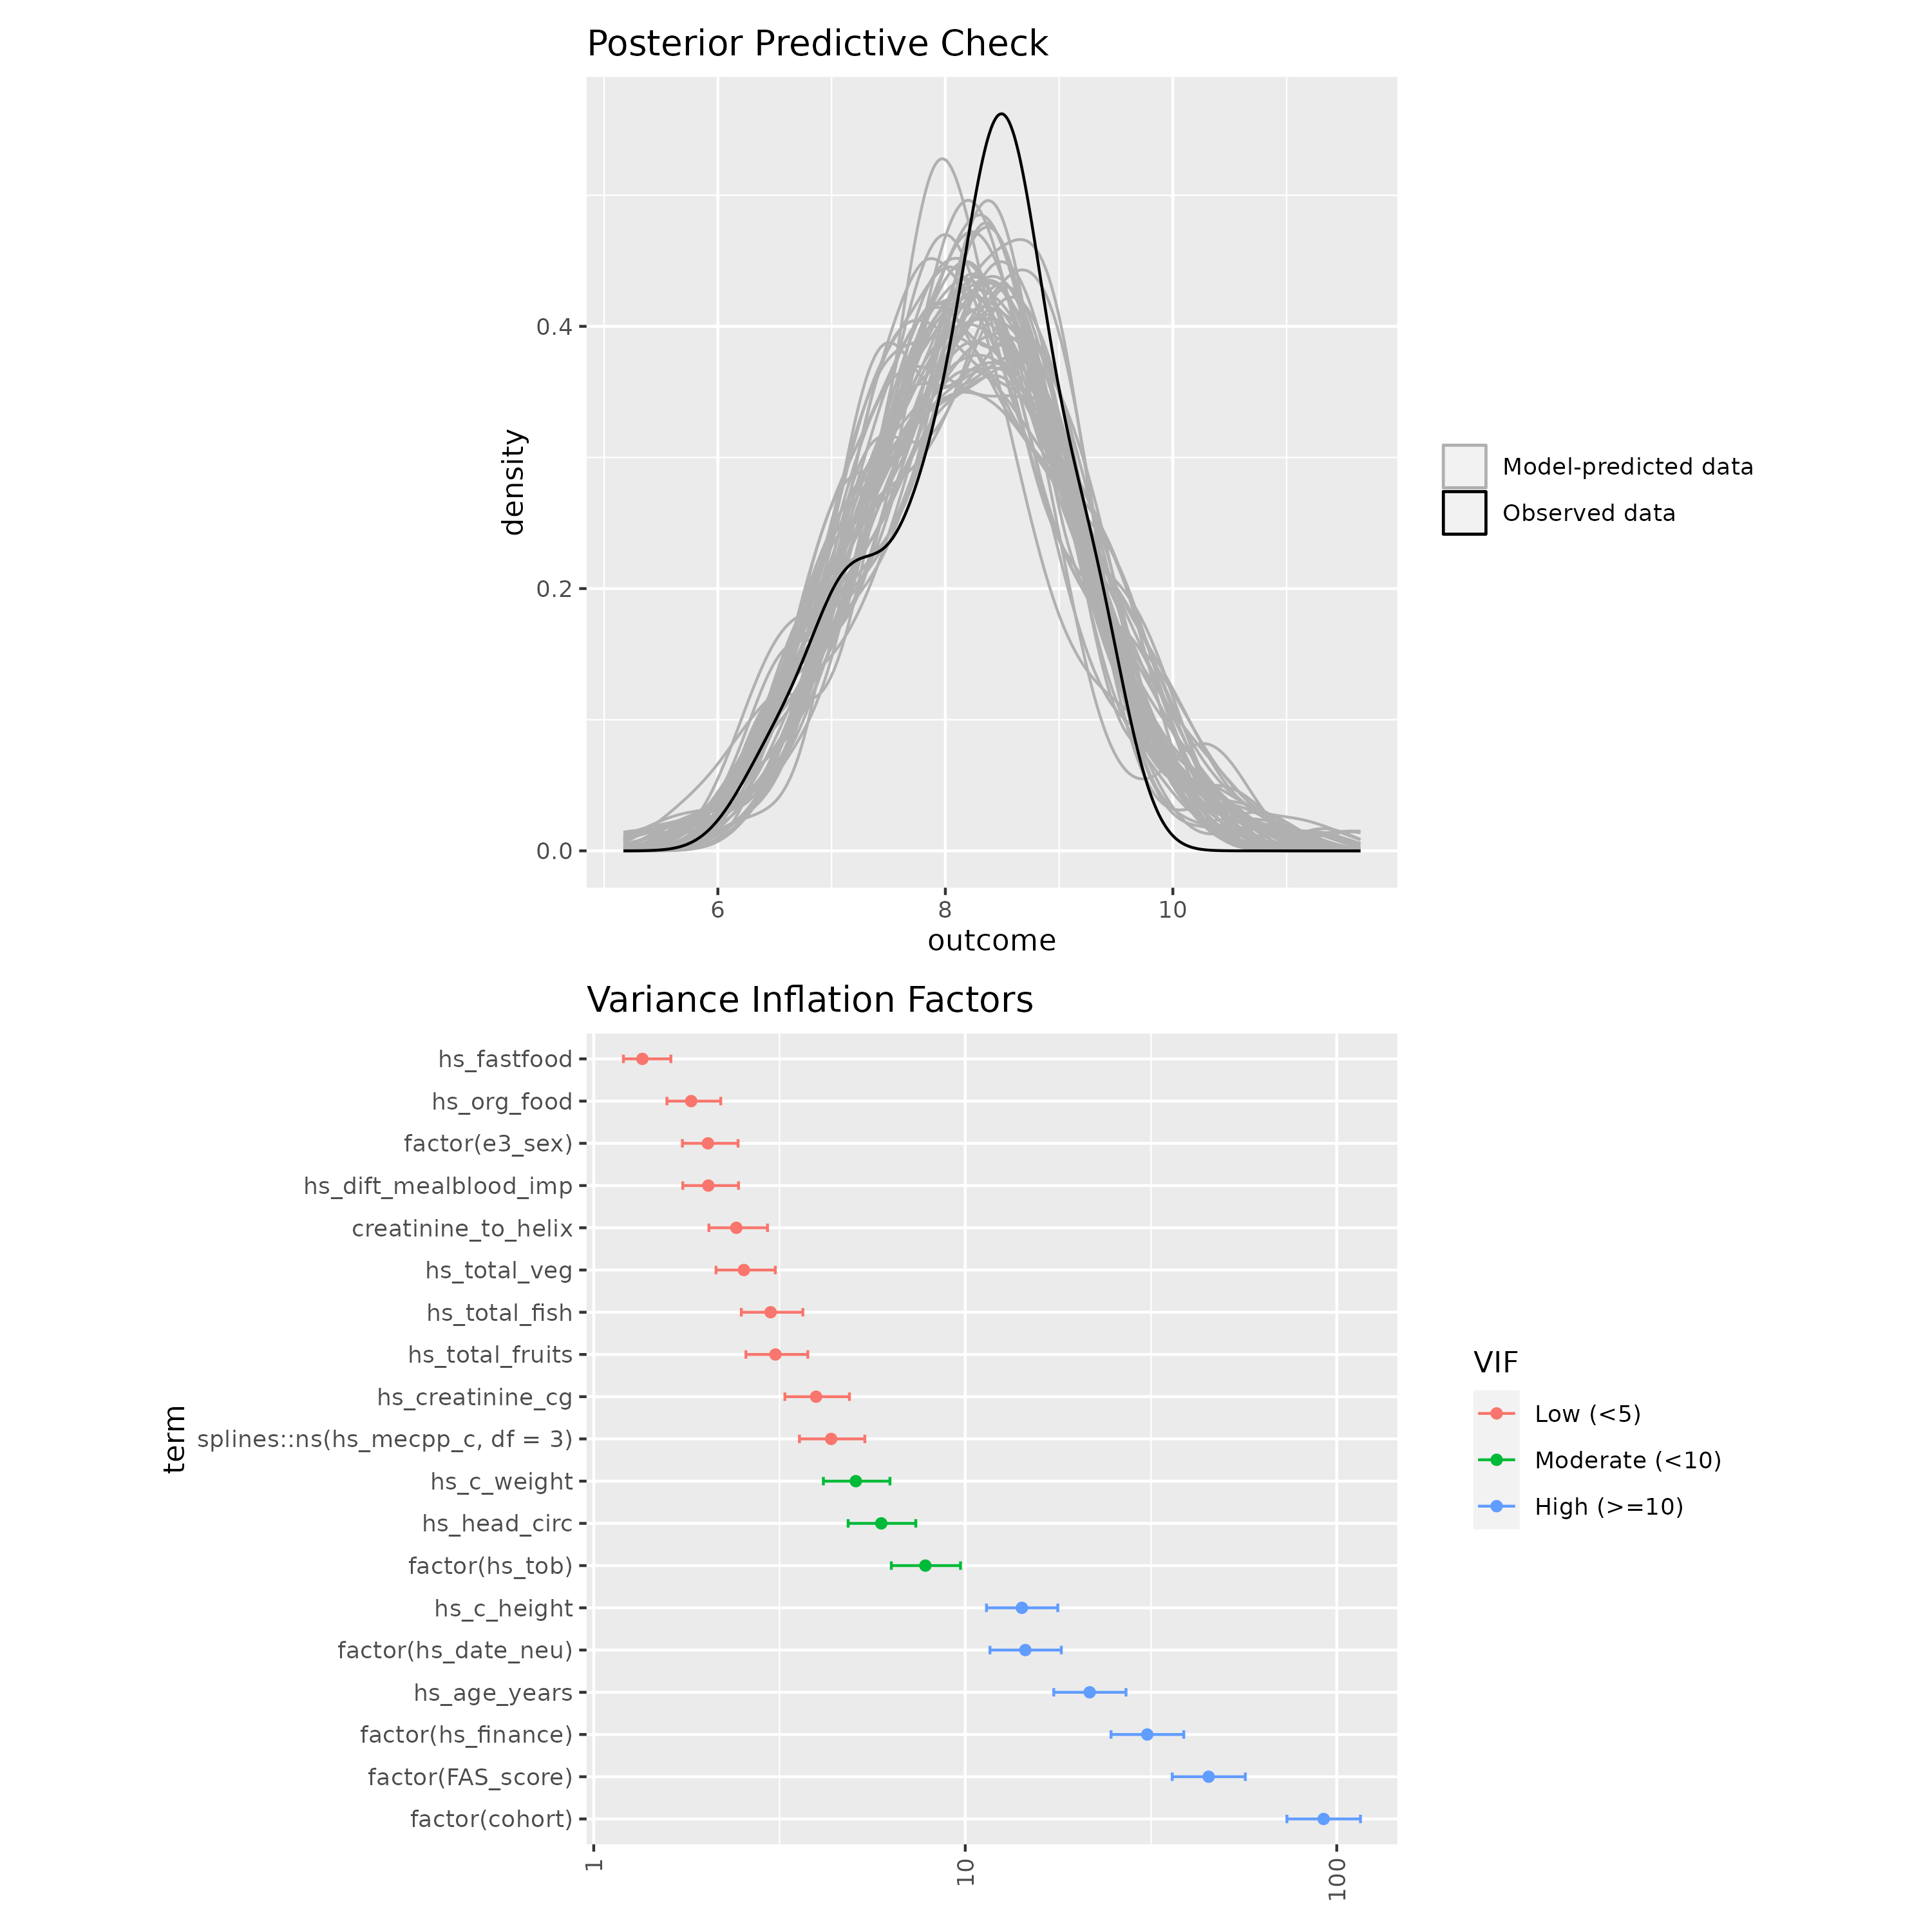 Posterior Predictive Check
density
0.4
0.2
0.0
6 8 10
outcome
Model-predicted data
Observed data
Variance Inflation Factors
term
hs_fastfood
hs_org_food
factor(e3_sex)
hs_dift_mealblood_imp
creatinine_to_helix
hs_total_veg
hs_total_fish
hs_total_fruits
hs_creatinine_cg
splines::ns(hs_mecpp_c, df = 3)
hs_c_weight
hs_head_circ
factor(hs_tob)
hs_c_height
factor(hs_date_neu)
hs_age_years
factor(hs_finance)
factor(FAS_score)
factor(cohort)
1 10 100
VIF
Low (<5)
Moderate (<10)
High (>=10)